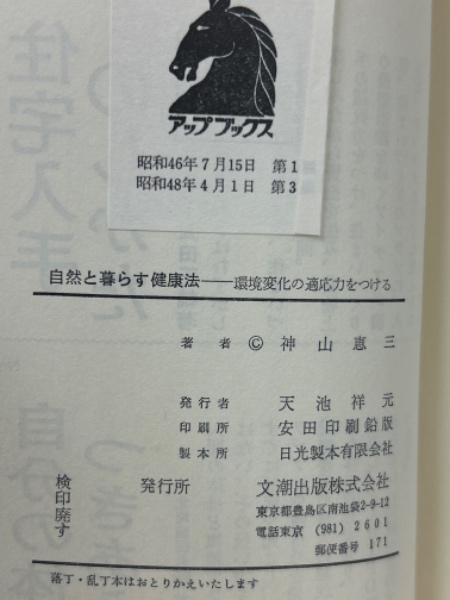 アップブックス
昭和46年7月15日 第1
昭和48年4月1日 第3
自然と暮らす健康法――環境変化の適応力をつける
著者 © 神山恵三
発行者 天池祥元
印刷所 安田印刷鉛版
製本所 日光製本有限会社
検印廃す
発行所 文潮出版株式会社
東京都豊島区南池袋2-9-12
電話東京 (981) 2601
郵便番号 171
落丁・乱丁本はおとりかえいたします